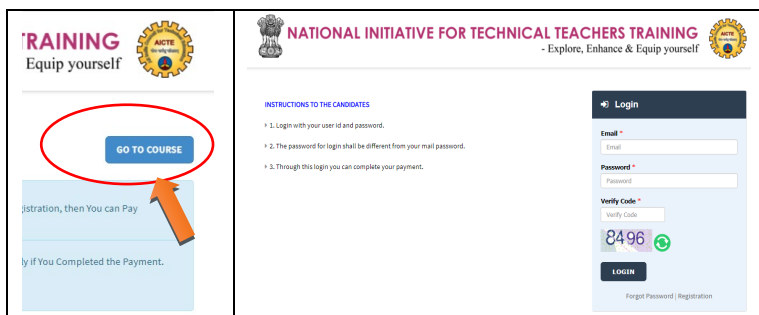 RAINING
Equip yourself
AICTE
GO TO COURSE
istration, then You can Pay
ly if You Completed the Payment.
NATIONAL INITIATIVE FOR TECHNICAL TEACHERS TRAINING
- Explore, Enhance & Equip yourself
AICTE
INSTRUCTIONS TO THE CANDIDATES
1. Login with your user id and password.
2. The password for login shall be different from your mail password.
3. Through this login you can complete your payment.
Login
Email *
Email
Password *
Password
Verify Code *
Verify Code
8496
LOGIN
Forgot Password | Registration